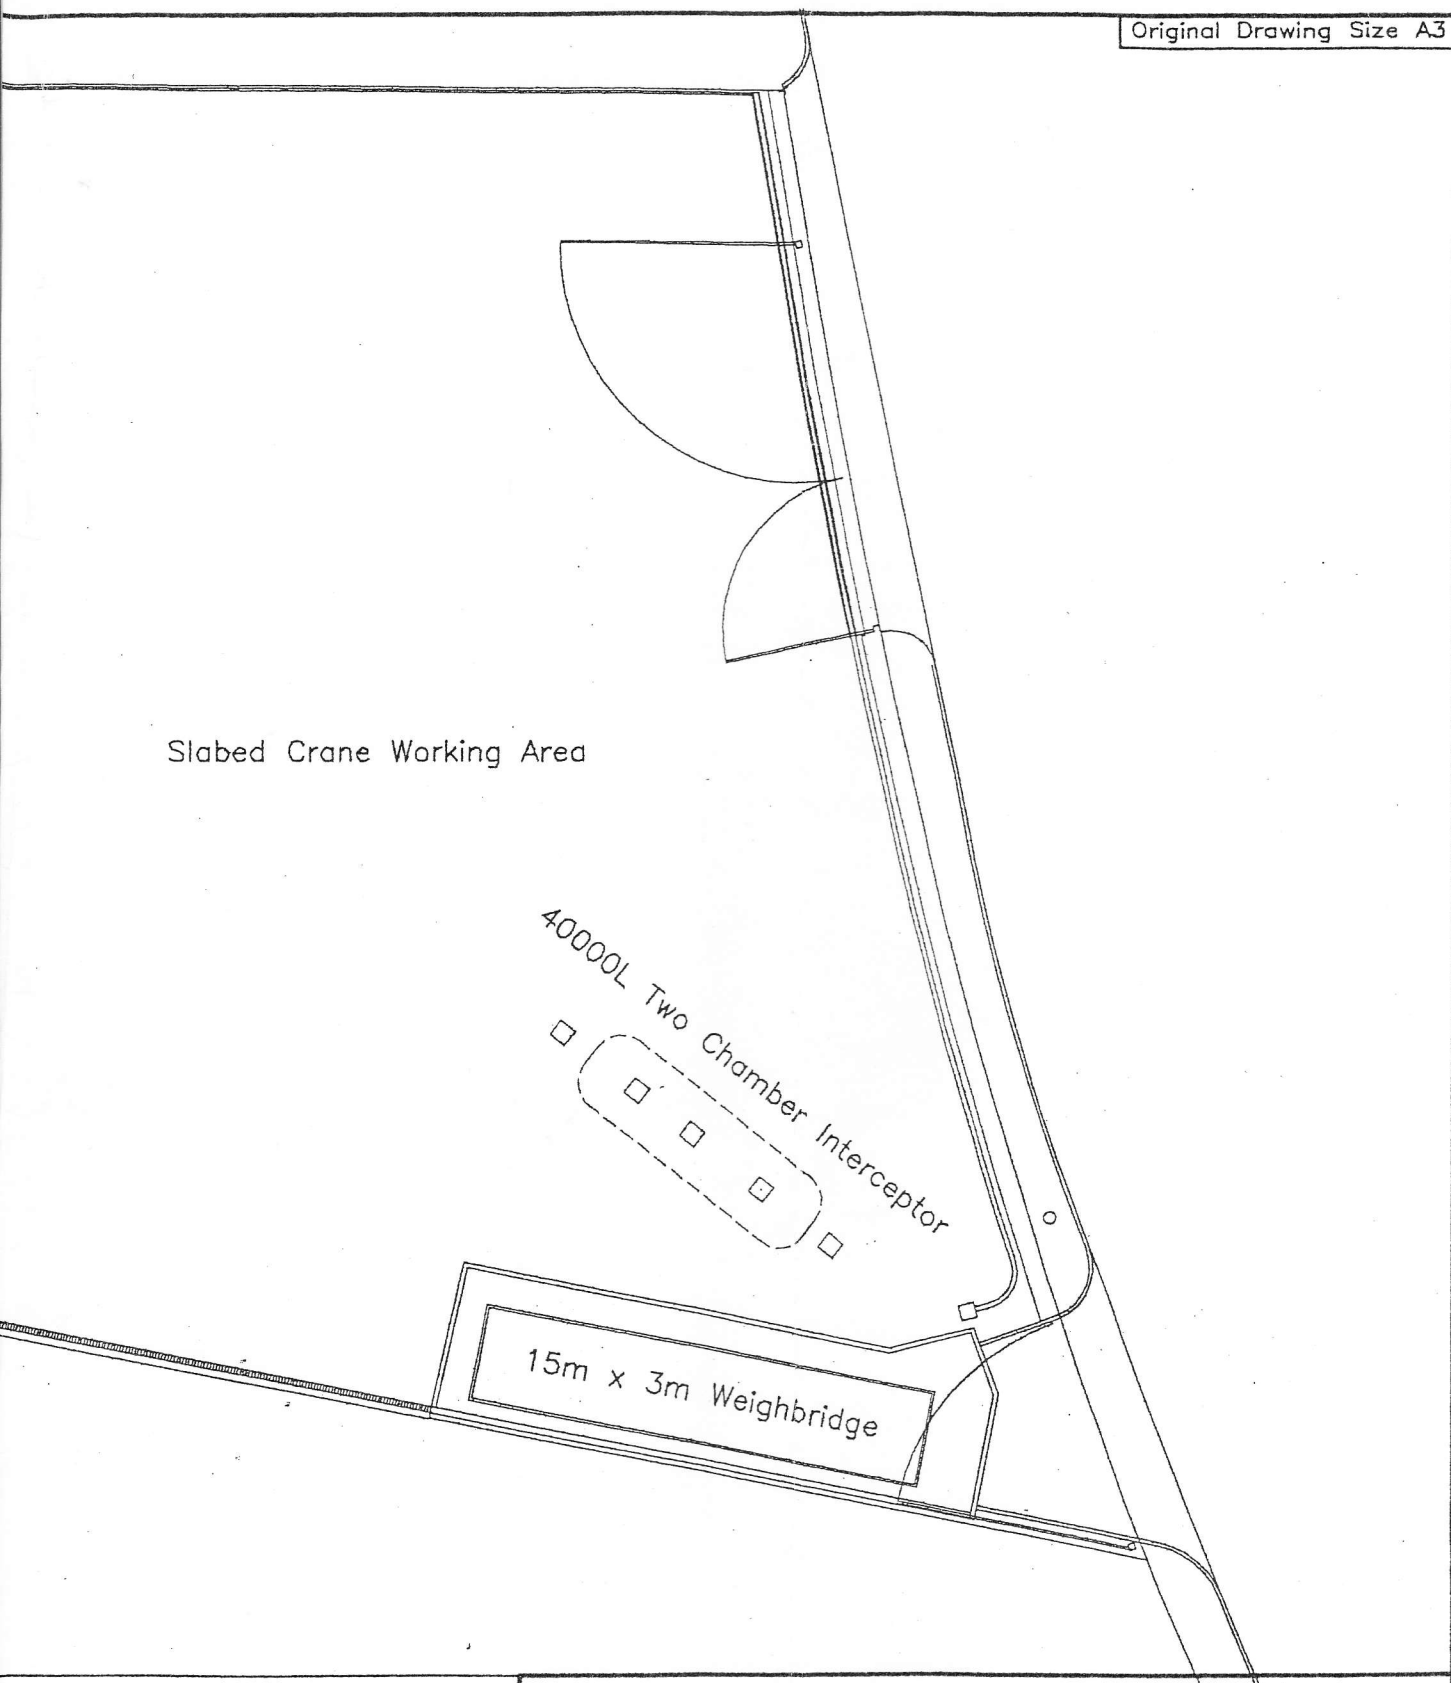 Original Drawing Size A3
Slabed Crane Working Area
40000L Two Chamber Interceptor
15m x 3m Weighbridge